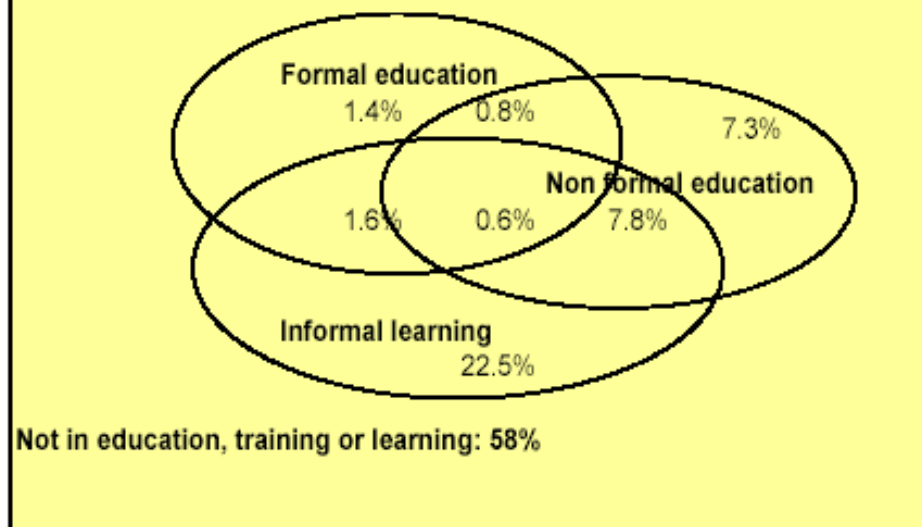 Formal education
1.4% 0.8%
7.3%
Non formal education
1.6% 0.6% 7.8%
Informal learning
22.5%
Not in education, training or learning: 58%